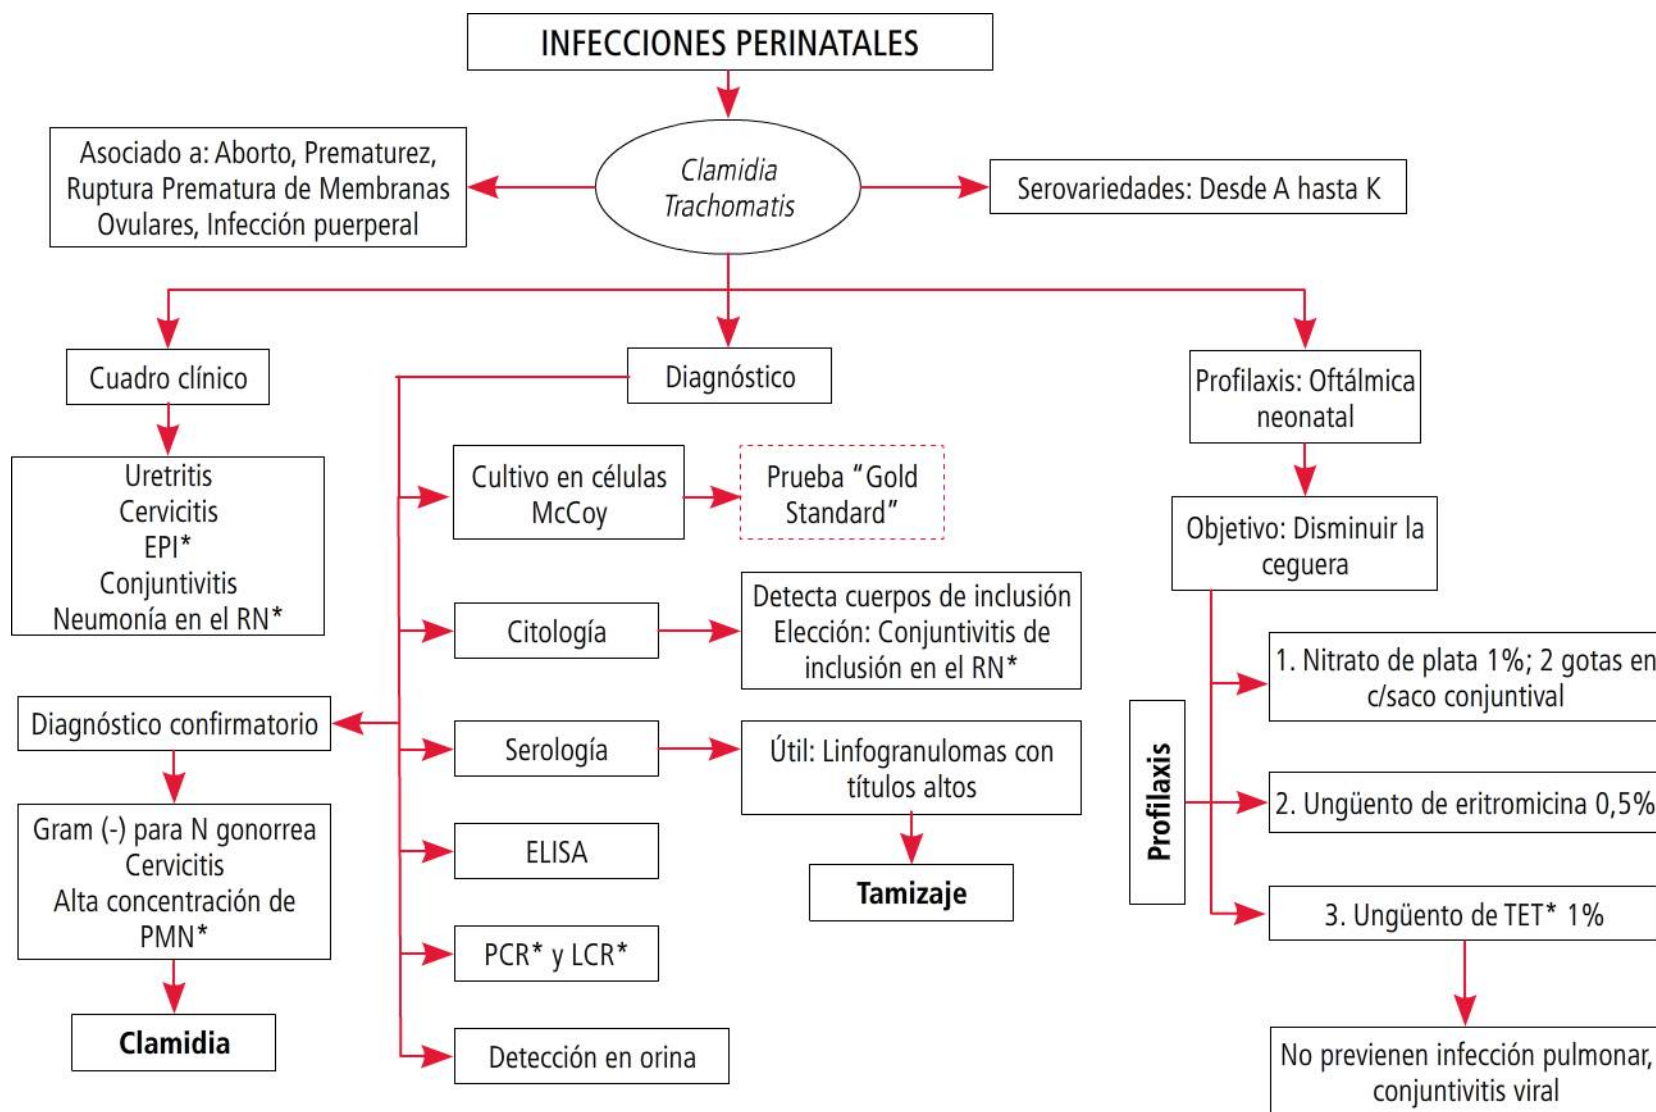 INFECCIONES PERINATALES
Asociado a: Aborto, Prematurez,
Ruptura Prematura de Membranas
Ovulares, Infección puerperal
Clamidia
Trachomatis
Serovariedades: Desde A hasta K
Cuadro clínico
Uretritis
Cervicitis
EPI*
Conjuntivitis
Neumonía en el RN*
Diagnóstico
Cultivo en células
McCoy
Prueba “Gold
Standard”
Citología
Detecta cuerpos de inclusión
Elección: Conjuntivitis de
inclusión en el RN*
Serología
Útil: Linfogranulomas con
títulos altos
Tamizaje
ELISA
PCR* y LCR*
Detección en orina
Diagnóstico confirmatorio
Gram (-) para N gonorrea
Cervicitis
Alta concentración de
PMN*
Clamidia
Profilaxis: Oftálmica
neonatal
Objetivo: Disminuir la
ceguera
Profilaxis
1. Nitrato de plata 1%; 2 gotas en
c/saco conjuntival
2. Ungüento de eritromicina 0,5%
3. Ungüento de TET* 1%
No previenen infección pulmonar,
conjuntivitis viral